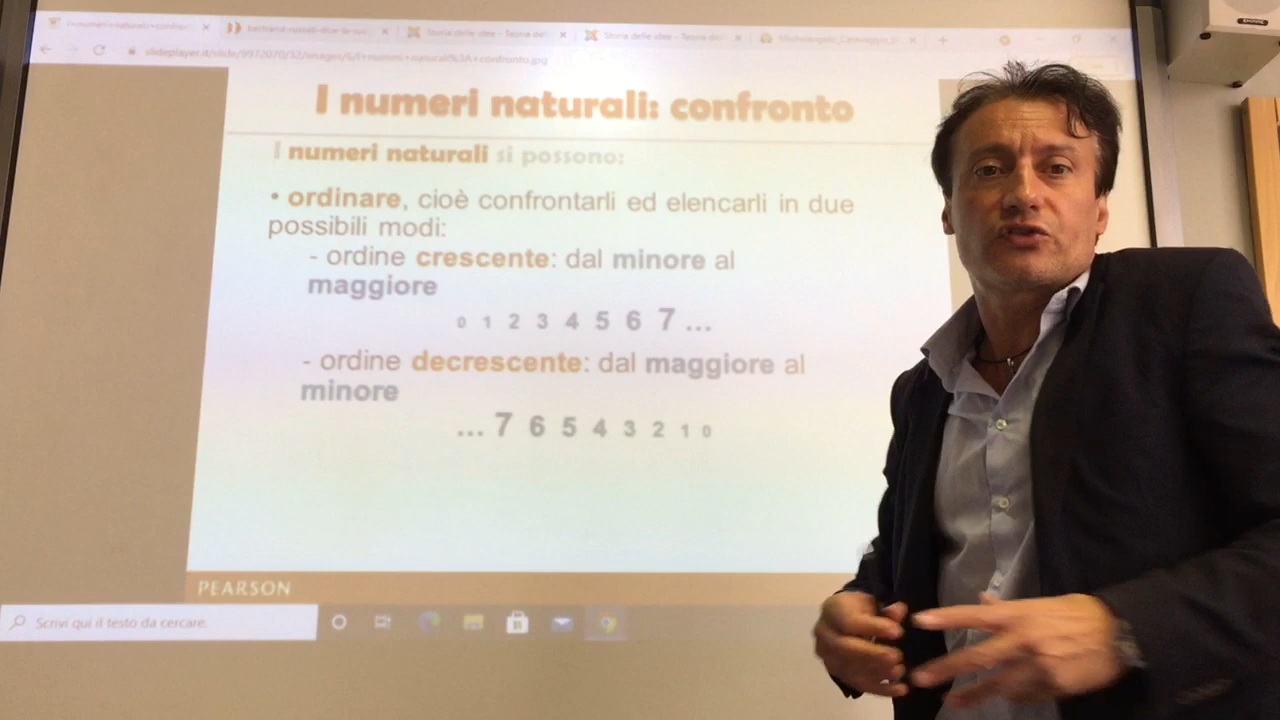 I numeri naturali: confronto
I numeri naturali si possono:
• ordinare, cioè confrontarli ed elencarli in due
possibili modi:
- ordine crescente: dal minore al
maggiore
0 1 2 3 4 5 6 7 ...
- ordine decrescente: dal maggiore al
minore
... 7 6 5 4 3 2 1 0
PEARSON
Scrivi qui il testo da cercare.